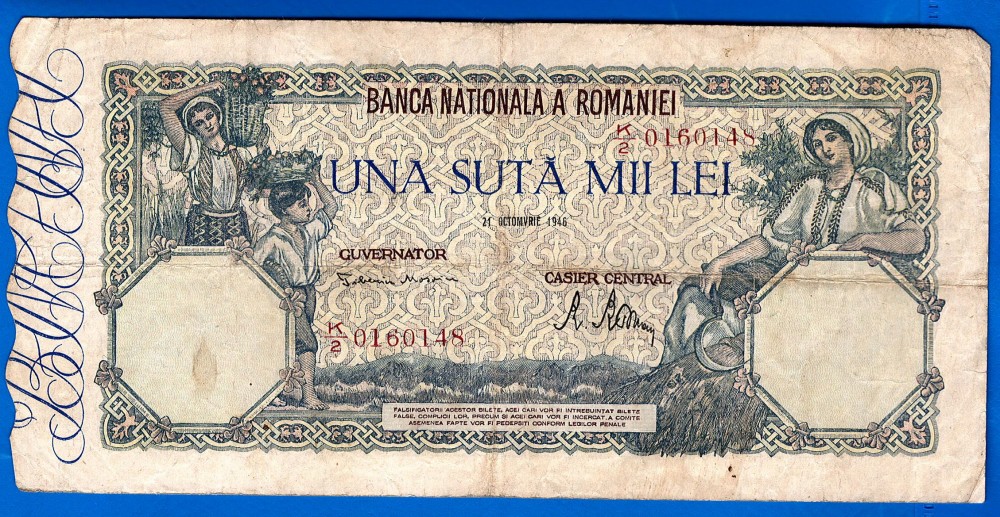 BANCA NATIONALA A ROMANIEI
K/2 0160148
UNA SUTĂ MII LEI
21 OCTOMVRIE 1946
GUVERNATOR
CASIER CENTRAL
K/2 0160148
FALSIFICATORII ACESTOR BILETE, ACEI CARI VOR FI INTREBUINTAT BILETE
FALSE, COMPLICII LOR, PRECUM SI ACEI CARI VOR FI INCERCAT A COMITE
ASEMENEA FAPTE VOR FI PEDEPSITI CONFORM LEGILOR PENALE